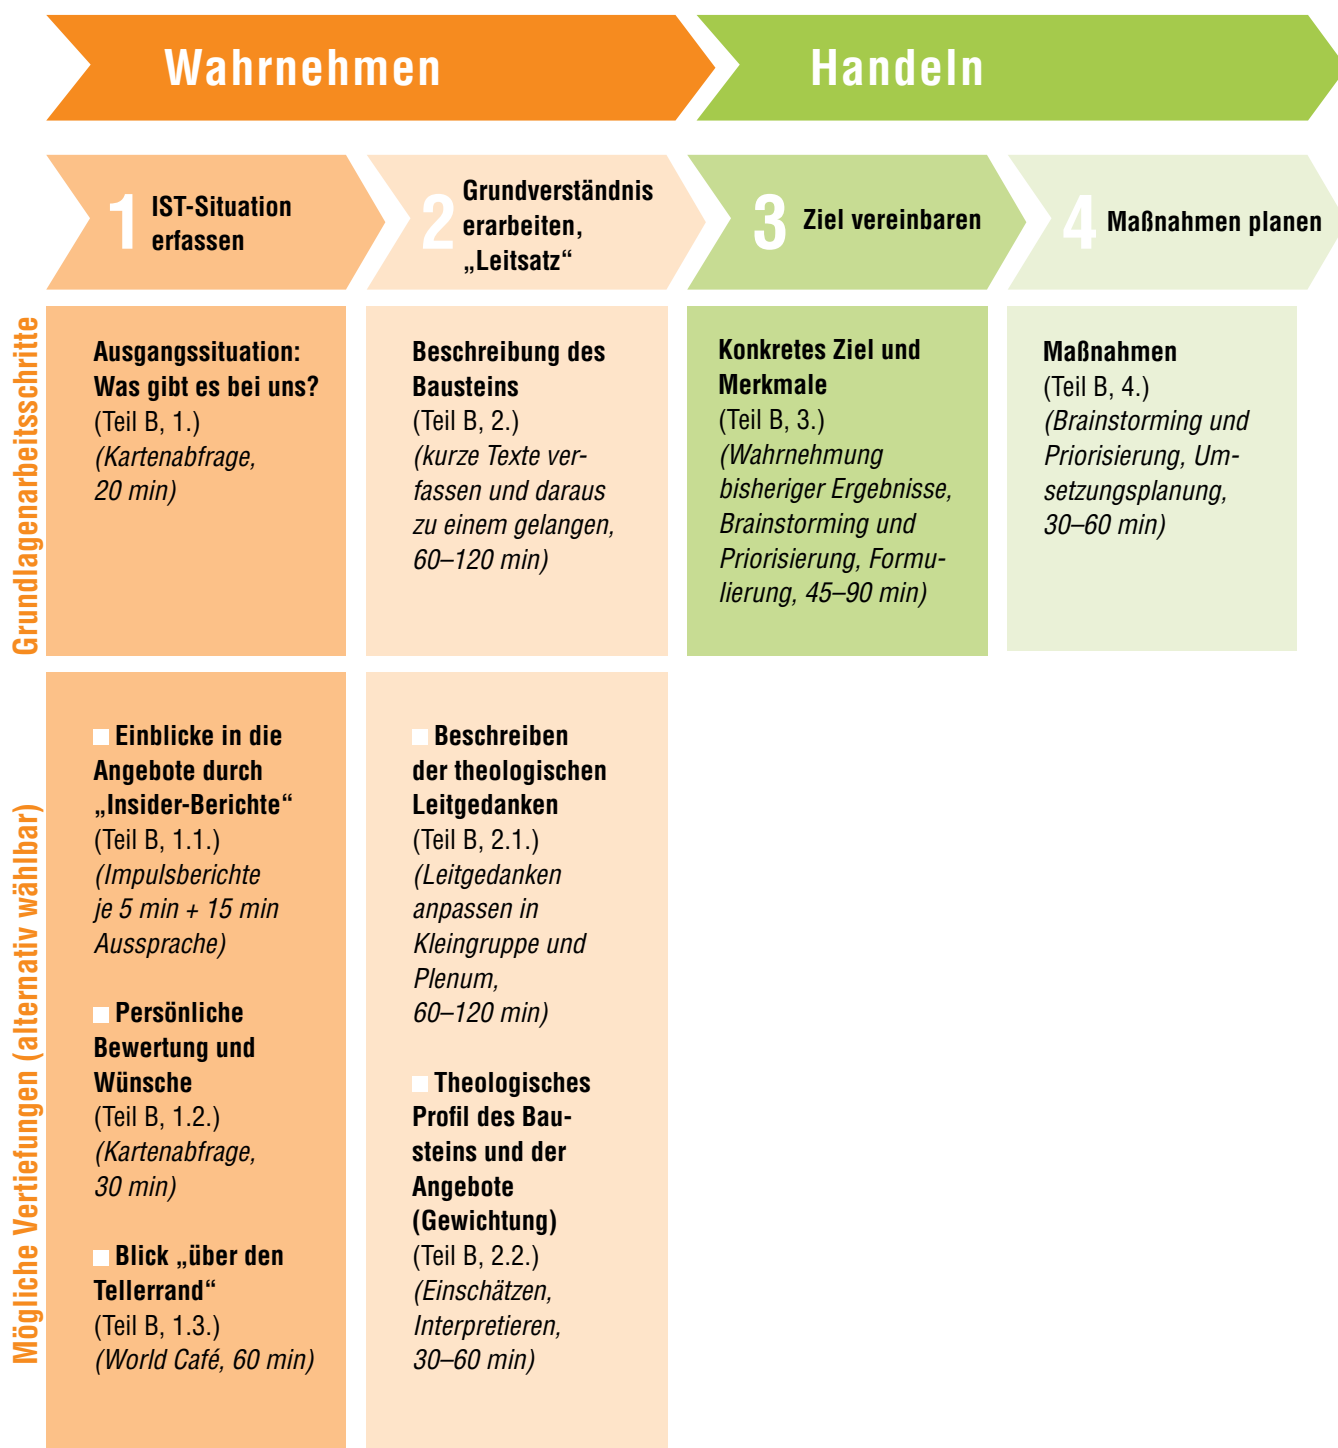 Wahrnehmen
Handeln
1
IST-Situation
erfassen
2
Grundverständnis
erarbeiten,
„Leitsatz“
3
Ziel vereinbaren
4
Maßnahmen planen
Grundlagenarbeitsschritte
Ausgangssituation:
Was gibt es bei uns?
(Teil B, 1.)
(Kartenabfrage,
20 min)
Beschreibung des
Bausteins
(Teil B, 2.)
(kurze Texte ver-
fassen und daraus
zu einem gelangen,
60–120 min)
Konkretes Ziel und
Merkmale
(Teil B, 3.)
(Wahrnehmung
bisheriger Ergebnisse,
Brainstorming und
Priorisierung, Formu-
lierung, 45–90 min)
Maßnahmen
(Teil B, 4.)
(Brainstorming und
Priorisierung, Um-
setzungsplanung,
30–60 min)
Mögliche Vertiefungen (alternativ wählbar)
Einblicke in die
Angebote durch
„Insider-Berichte“
(Teil B, 1.1.)
(Impulsberichte
je 5 min + 15 min
Aussprache)
Persönliche
Bewertung und
Wünsche
(Teil B, 1.2.)
(Kartenabfrage,
30 min)
Blick „über den
Tellerrand“
(Teil B, 1.3.)
(World Café, 60 min)
Beschreiben
der theologischen
Leitgedanken
(Teil B, 2.1.)
(Leitgedanken
anpassen in
Kleingruppe und
Plenum,
60–120 min)
Theologisches
Profil des Bau-
steins und der
Angebote
(Gewichtung)
(Teil B, 2.2.)
(Einschätzen,
Interpretieren,
30–60 min)